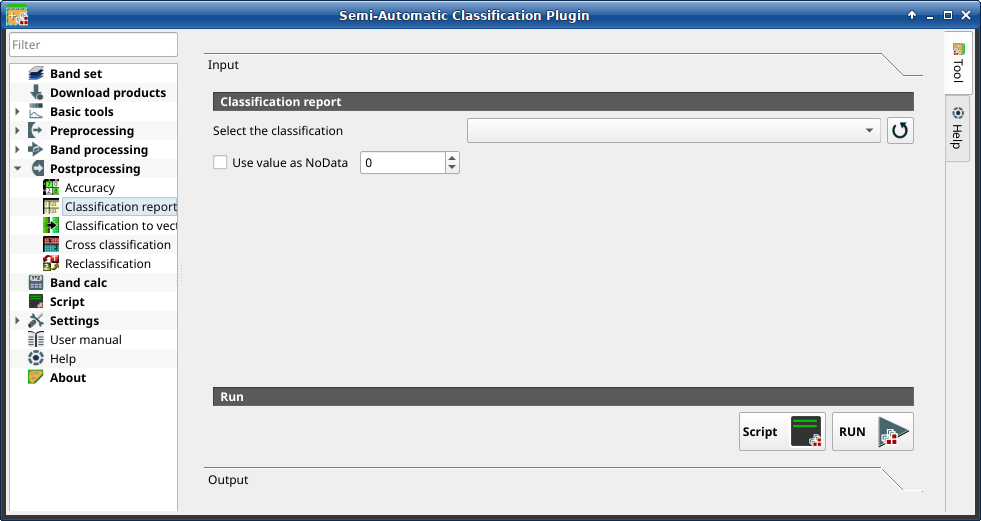 Semi-Automatic Classification Plugin
Filter
Band set
Download products
Basic tools
Preprocessing
Band processing
Postprocessing
Accuracy
Classification report
Classification to vect
Cross classification
Reclassification
Band calc
Script
Settings
User manual
Help
About
Input
Classification report
Select the classification
Use value as NoData 0
Run
Script RUN
Output
Tool
Help